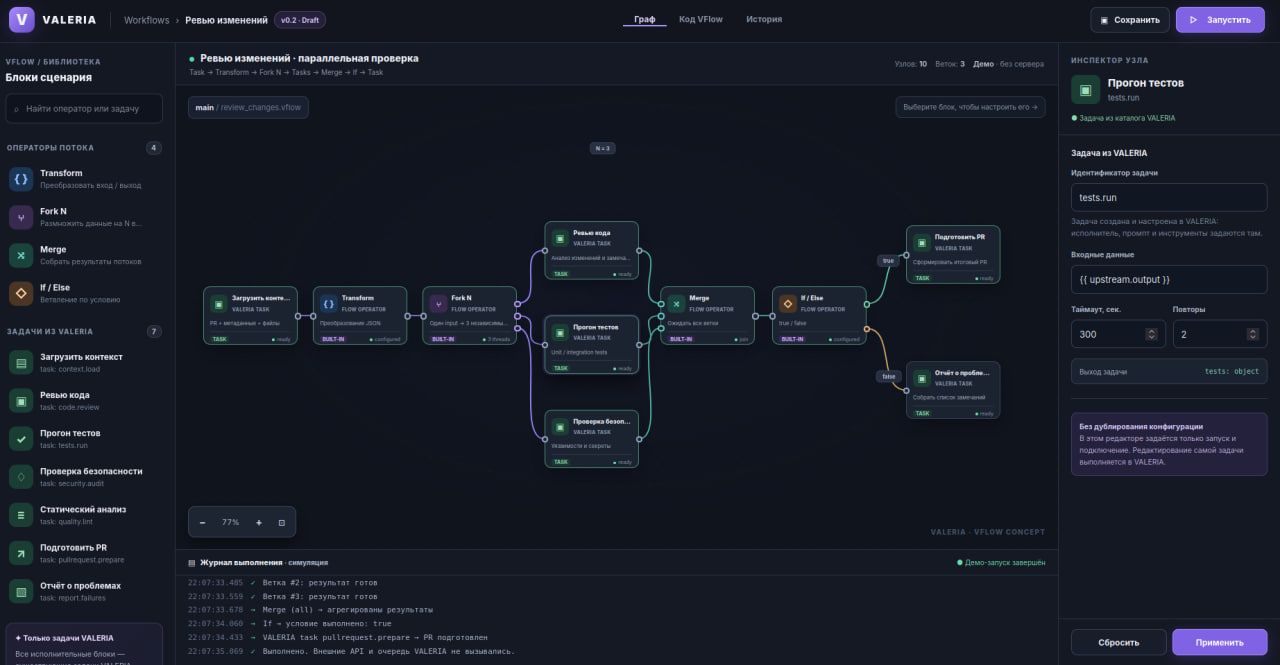 V VALERIA
Workflows › Ревью изменений v0.2 · Draft
Граф Код VFlow История
Сохранить
Запустить
VFLOW / БИБЛИОТЕКА
Блоки сценария
Найти оператор или задачу
ОПЕРАТОРЫ ПОТОКА 4
Transform
Преобразовать вход / выход
Fork N
Размножить данные на N в...
Merge
Собрать результаты потоков
If / Else
Ветвление по условию
ЗАДАЧИ ИЗ VALERIA 7
Загрузить контекст
task: context.load
Ревью кода
task: code.review
Прогон тестов
task: tests.run
Проверка безопасности
task: security.audit
Статический анализ
task: quality.lint
Подготовить PR
task: pullrequest.prepare
Отчёт о проблемах
task: report.failures
✦ Только задачи VALERIA
Все исполнительные блоки —
Ревью изменений · параллельная проверка
Task → Transform → Fork N → Tasks → Merge → If → Task
Узлов: 10 Веток: 3 Демо · без сервера
main / review_changes.vflow
Выберите блок, чтобы настроить его →
N = 3
Загрузить конте...
VALERIA TASK
PR + метаданные + файлы
TASK ready
Transform
FLOW OPERATOR
Преобразование JSON
BUILT-IN configured
Fork N
FLOW OPERATOR
Один input → 3 независимы...
BUILT-IN 3 threads
Ревью кода
VALERIA TASK
Анализ изменений и замеча...
TASK ready
Прогон тестов
VALERIA TASK
Unit / integration tests
TASK ready
Проверка безоп...
VALERIA TASK
Уязвимости и секреты
TASK ready
Merge
FLOW OPERATOR
Ожидать все ветки
BUILT-IN join
If / Else
FLOW OPERATOR
true / false
BUILT-IN configured
true
false
Подготовить PR
VALERIA TASK
Сформировать итоговый PR
TASK ready
Отчёт о пробле...
VALERIA TASK
Собрать список замечаний
TASK ready
− 77% +
VALERIA · VFLOW CONCEPT
Журнал выполнения · симуляция
Демо-запуск завершён
22:07:33.485 ✓ Ветка #2: результат готов
22:07:33.559 ✓ Ветка #3: результат готов
22:07:33.678 → Merge (all) → агрегированы результаты
22:07:34.060 → If → условие выполнено: true
22:07:34.433 → VALERIA task pullrequest.prepare → PR подготовлен
22:07:35.069 ✓ Выполнено. Внешние API и очередь VALERIA не вызывались.
ИНСПЕКТОР УЗЛА
Прогон тестов
tests.run
Задача из каталога VALERIA
Задача из VALERIA
Идентификатор задачи
tests.run
Задача создана и настроена в VALERIA:
исполнитель, промпт и инструменты задаются там.
Входные данные
{{ upstream.output }}
Таймаут, сек. Повторы
300 2
Выход задачи tests: object
Без дублирования конфигурации
В этом редакторе задаётся только запуск и
подключение. Редактирование самой задачи
выполняется в VALERIA.
Сбросить
Применить